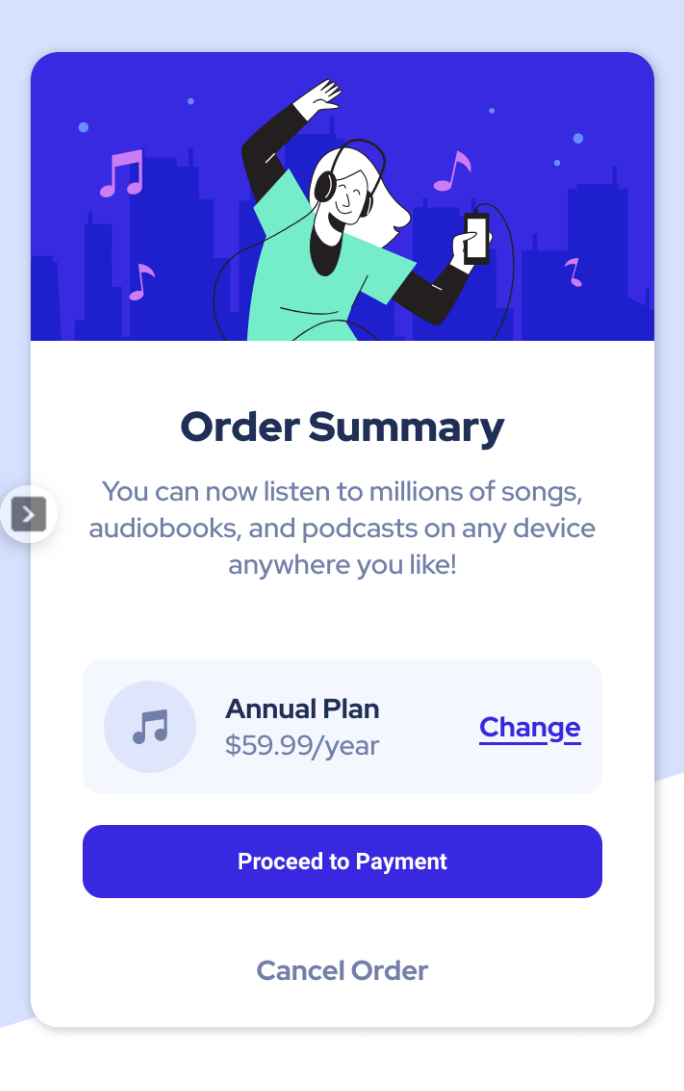 Order Summary
You can now listen to millions of songs,
audiobooks, and podcasts on any device
anywhere you like!
Annual Plan
$59.99/year
Change
Proceed to Payment
Cancel Order